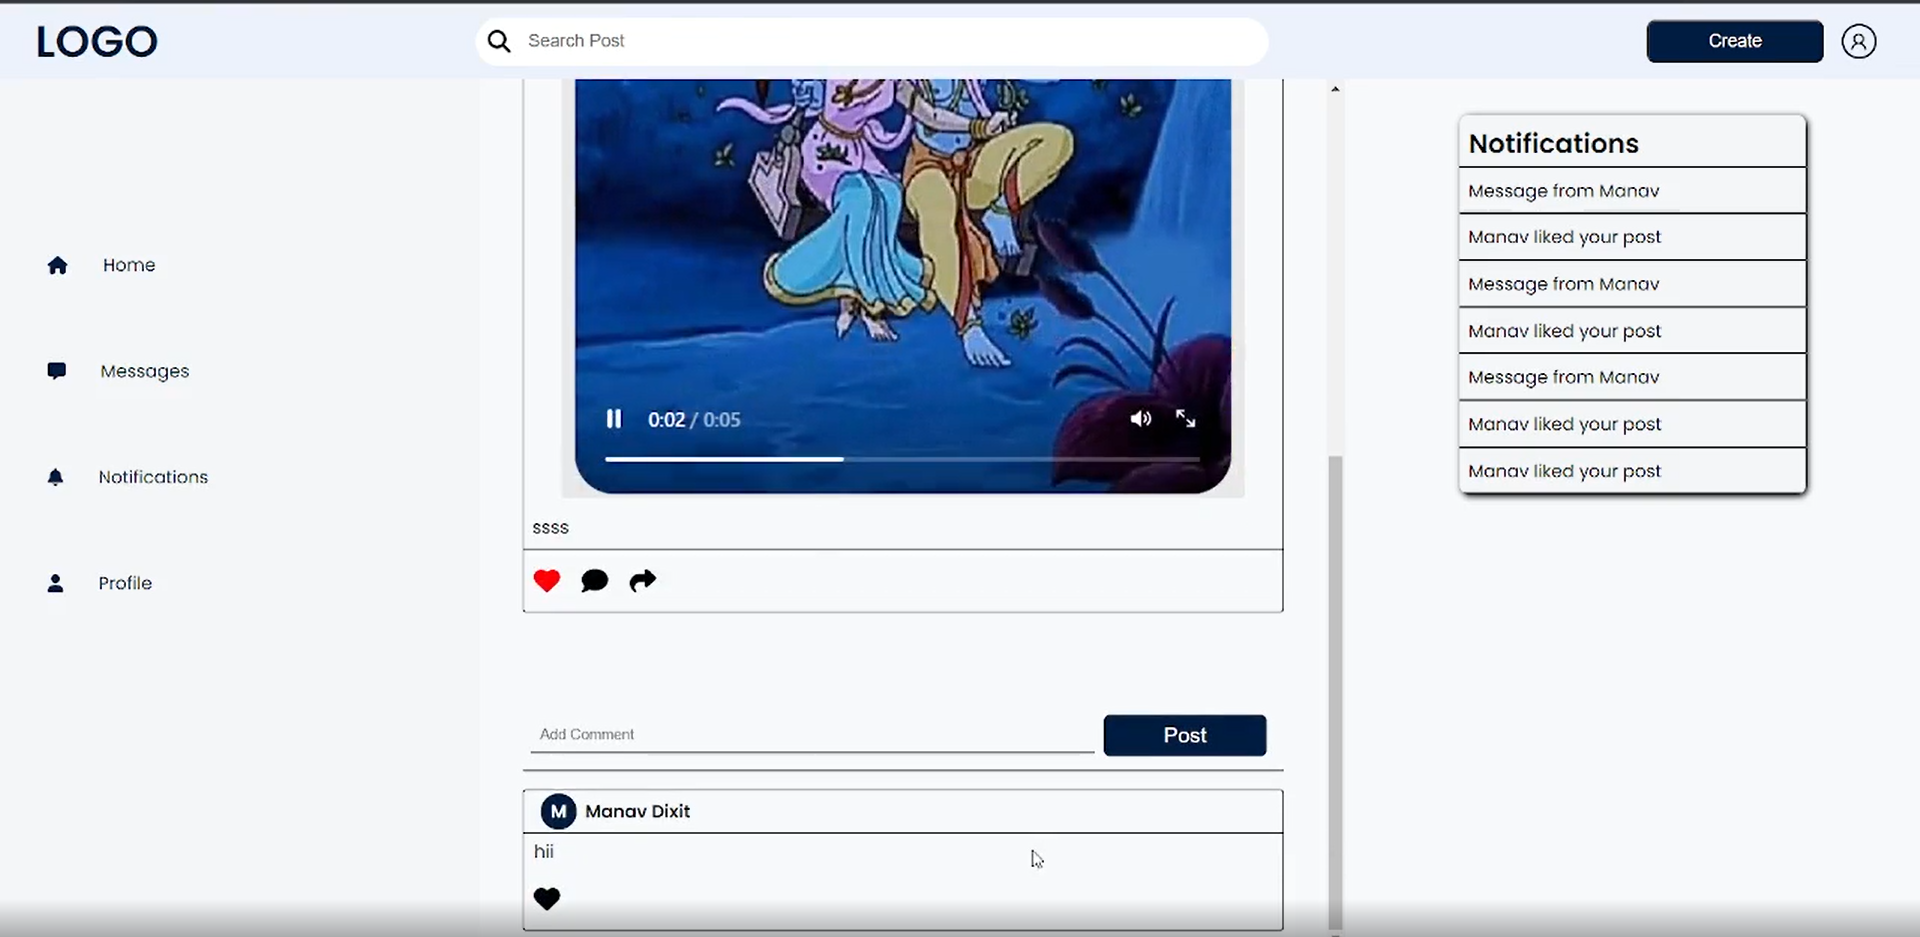 LOGO
Search Post
Create
Home
Messages
Notifications
Profile
0:02 / 0:05
ssss
Add Comment
Post
M Manav Dixit
hii
Notifications
Message from Manav
Manav liked your post
Message from Manav
Manav liked your post
Message from Manav
Manav liked your post
Manav liked your post